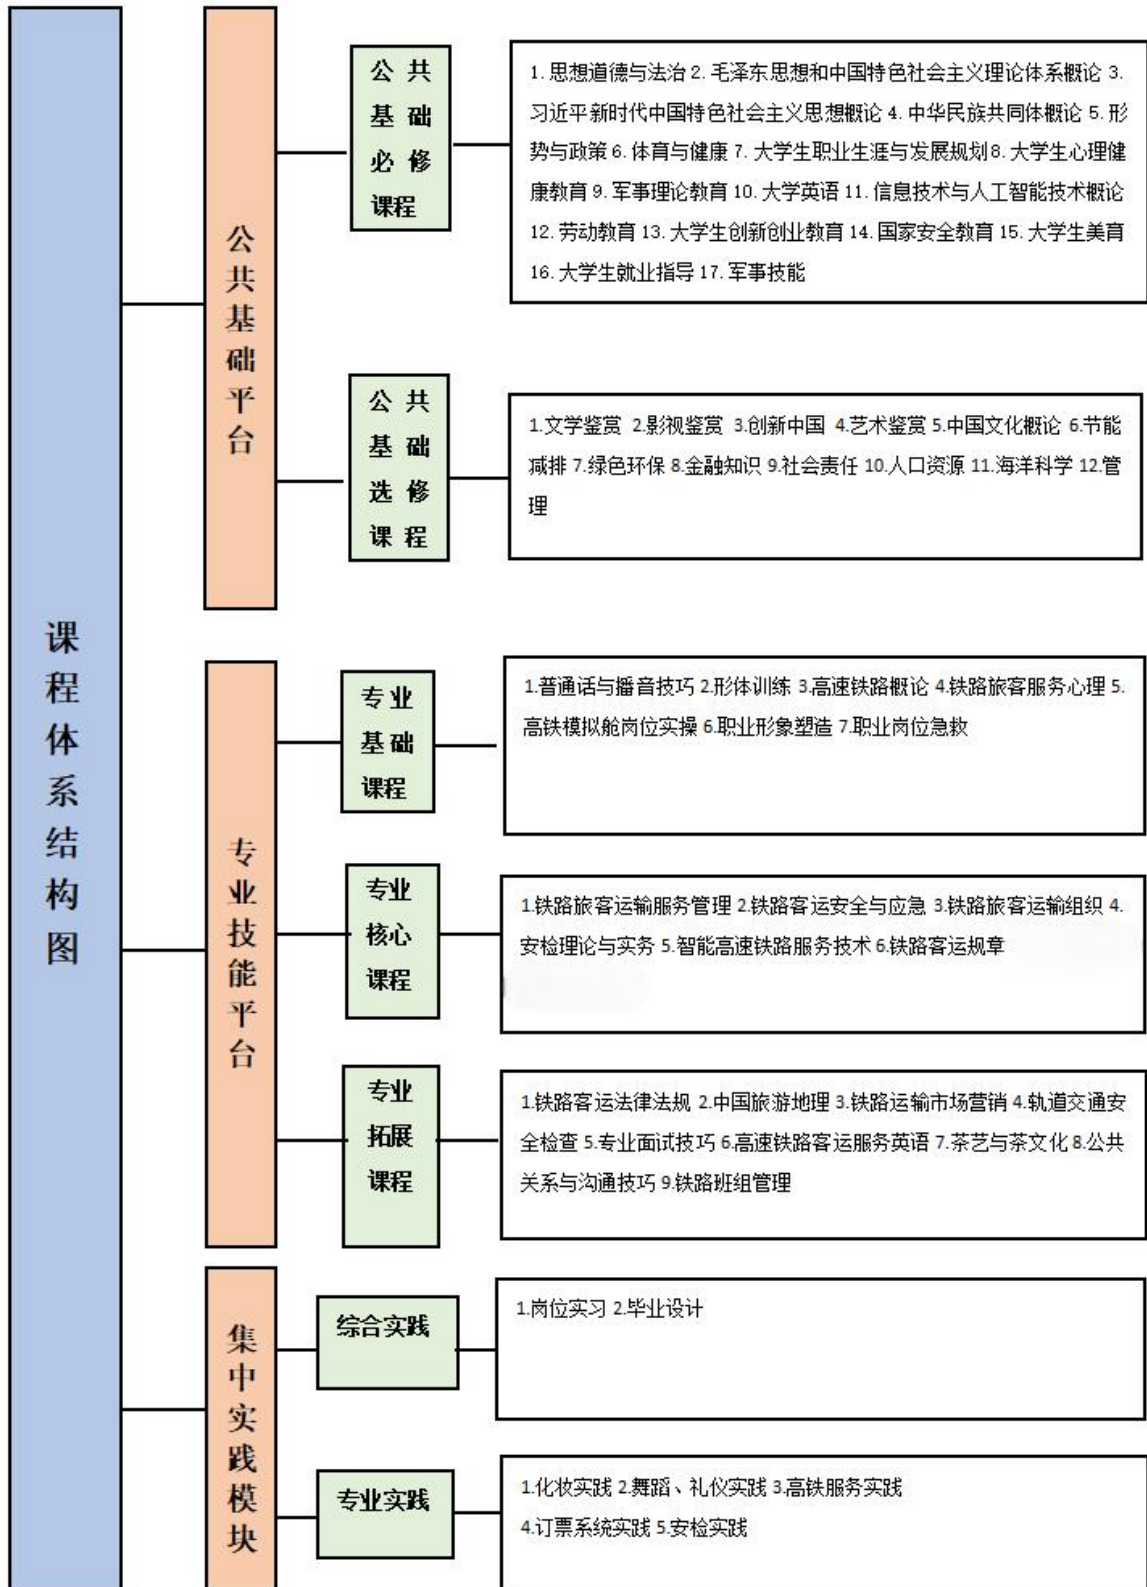 课程体系结构图
公共基础平台
公共
基础
必修
课程
1. 思想道德与法治 2. 毛泽东思想和中国特色社会主义理论体系概论 3.
习近平新时代中国特色社会主义思想概论 4. 中华民族共同体概论 5. 形
势与政策 6. 体育与健康 7. 大学生职业生涯与发展规划 8. 大学生心理健
康教育 9. 军事理论教育 10. 大学英语 11. 信息技术与人工智能技术概论
12. 劳动教育 13. 大学生创新创业教育 14. 国家安全教育 15. 大学生美育
16. 大学生就业指导 17. 军事技能
公共
基础
选修
课程
1.文学鉴赏 2.影视鉴赏 3.创新中国 4.艺术鉴赏 5.中国文化概论 6.节能
减排 7.绿色环保 8.金融知识 9.社会责任 10.人口资源 11.海洋科学 12.管
理
专业技能平台
专业
基础
课程
1.普通话与播音技巧 2.形体训练 3.高速铁路概论 4.铁路旅客服务心理 5.
高铁模拟舱岗位实操 6.职业形象塑造 7.职业岗位急救
专业
核心
课程
1.铁路旅客运输服务管理 2.铁路客运安全与应急 3.铁路旅客运输组织 4.
安检理论与实务 5.智能高速铁路服务技术 6.铁路客运规章
专业
拓展
课程
1.铁路客运法律法规 2.中国旅游地理 3.铁路运输市场营销 4.轨道交通安
全检查 5.专业面试技巧 6.高速铁路客运服务英语 7.茶艺与茶文化 8.公共
关系与沟通技巧 9.铁路班组管理
集中实践模块
综合实践
1.岗位实习 2.毕业设计
专业实践
1.化妆实践 2.舞蹈、礼仪实践 3.高铁服务实践
4.订票系统实践 5.安检实践